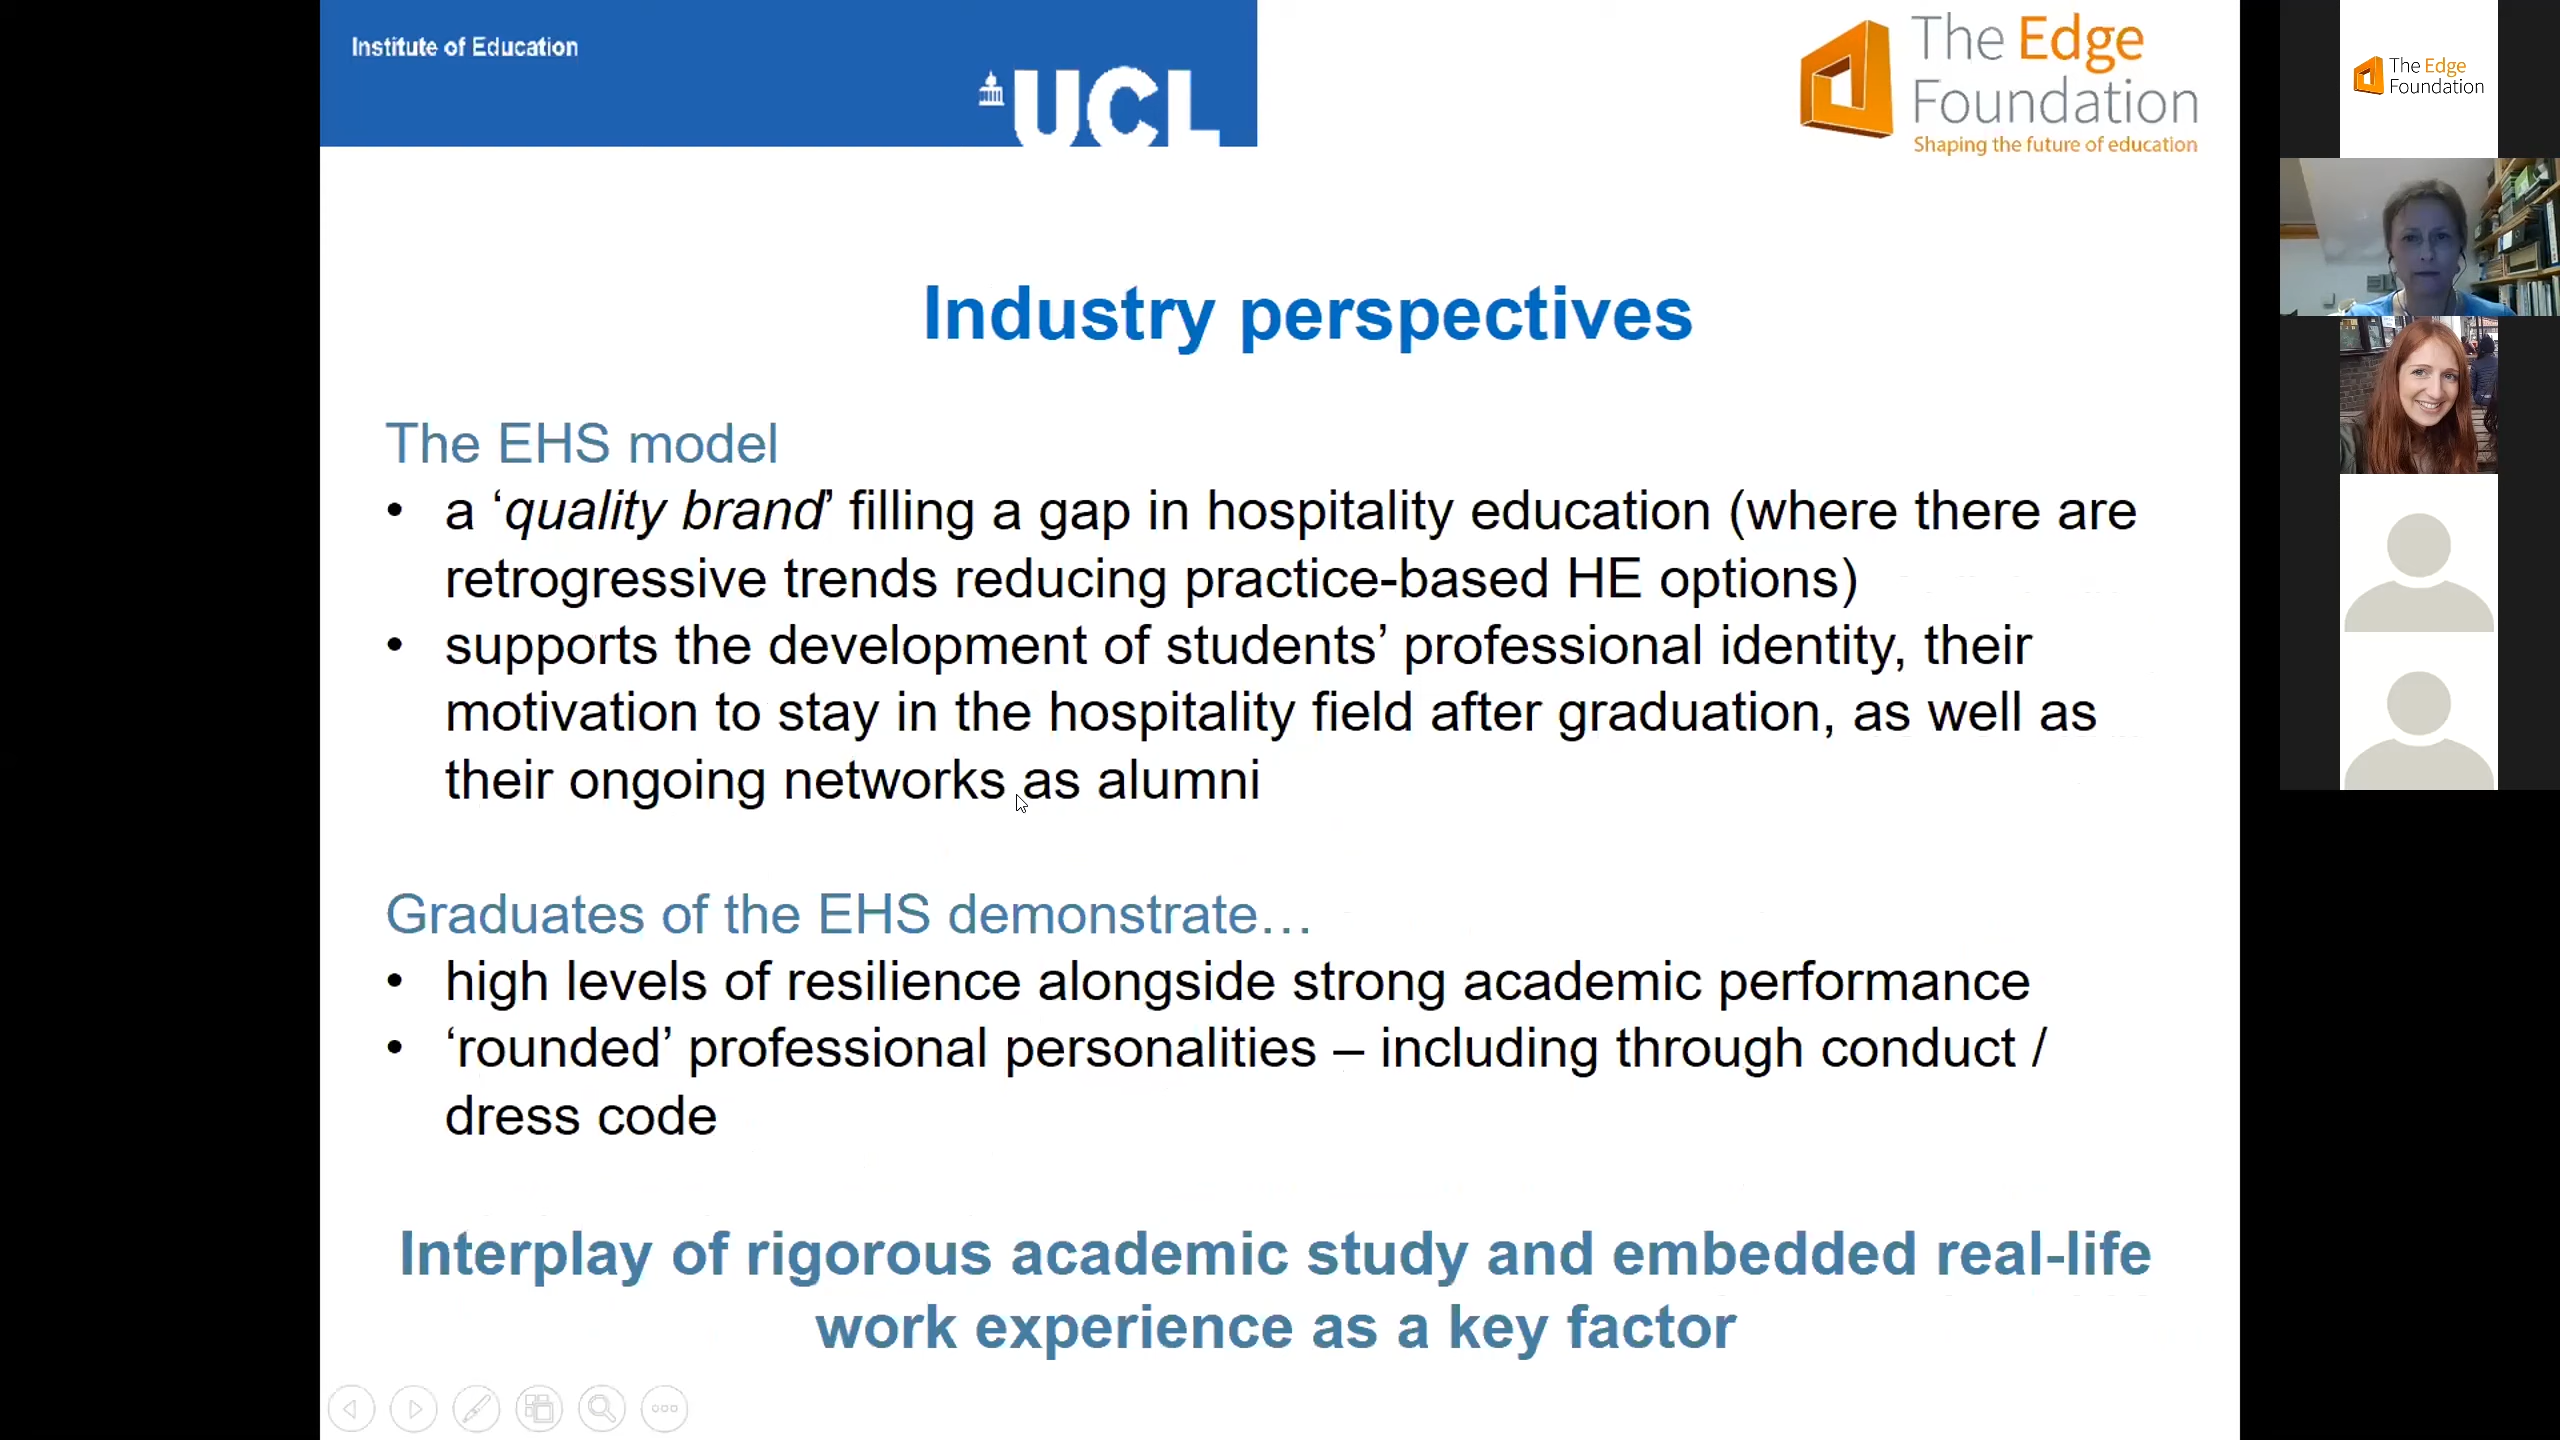 Institute of Education
UCL
The Edge
Foundation
Shaping the future of education
The Edge
Foundation
Industry perspectives
The EHS model
• a ‘quality brand’ filling a gap in hospitality education (where there are
retrogressive trends reducing practice-based HE options)
• supports the development of students’ professional identity, their
motivation to stay in the hospitality field after graduation, as well as
their ongoing networks as alumni
Graduates of the EHS demonstrate…
• high levels of resilience alongside strong academic performance
• ‘rounded’ professional personalities – including through conduct /
dress code
Interplay of rigorous academic study and embedded real-life
work experience as a key factor